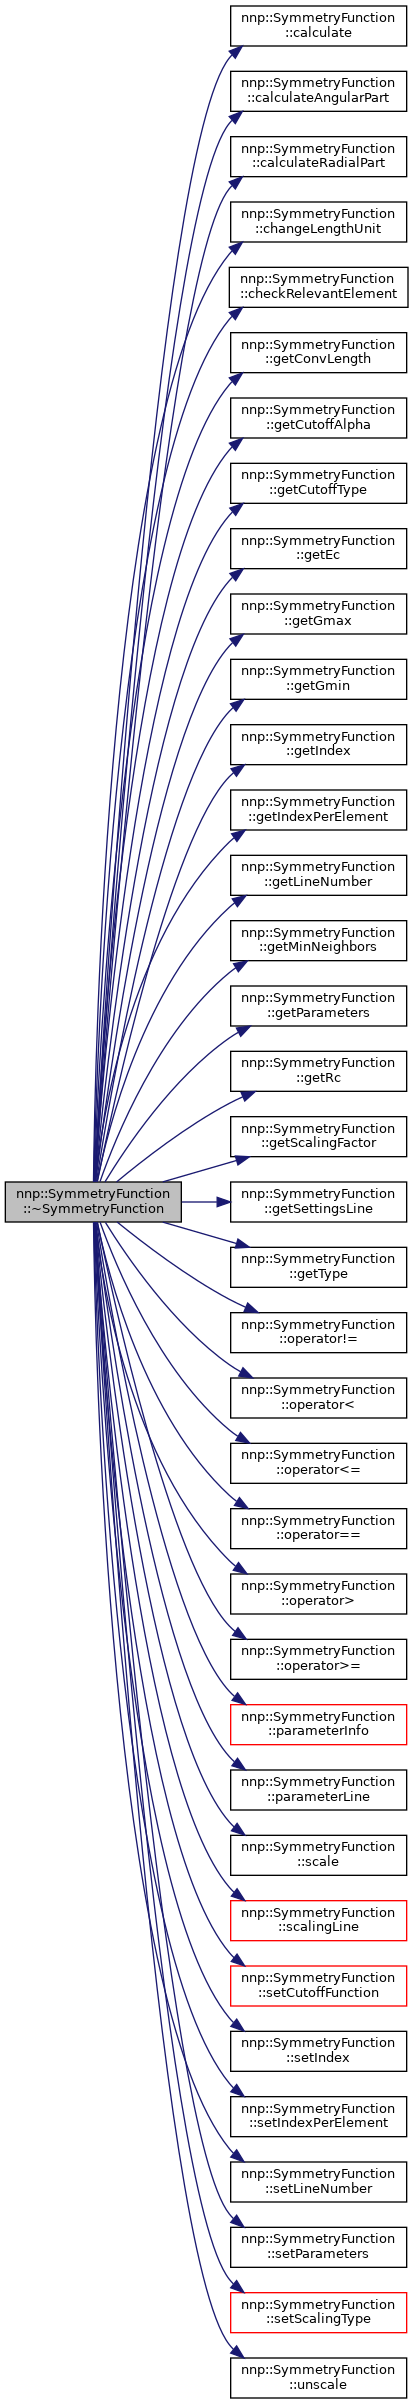 nnp::SymmetryFunction
::~SymmetryFunction
nnp::SymmetryFunction
::calculate
nnp::SymmetryFunction
::calculateAngularPart
nnp::SymmetryFunction
::calculateRadialPart
nnp::SymmetryFunction
::changeLengthUnit
nnp::SymmetryFunction
::checkRelevantElement
nnp::SymmetryFunction
::getConvLength
nnp::SymmetryFunction
::getCutoffAlpha
nnp::SymmetryFunction
::getCutoffType
nnp::SymmetryFunction
::getEc
nnp::SymmetryFunction
::getGmax
nnp::SymmetryFunction
::getGmin
nnp::SymmetryFunction
::getIndex
nnp::SymmetryFunction
::getIndexPerElement
nnp::SymmetryFunction
::getLineNumber
nnp::SymmetryFunction
::getMinNeighbors
nnp::SymmetryFunction
::getParameters
nnp::SymmetryFunction
::getRc
nnp::SymmetryFunction
::getScalingFactor
nnp::SymmetryFunction
::getSettingsLine
nnp::SymmetryFunction
::getType
nnp::SymmetryFunction
::operator!=
nnp::SymmetryFunction
::operator<
nnp::SymmetryFunction
::operator<=
nnp::SymmetryFunction
::operator==
nnp::SymmetryFunction
::operator>
nnp::SymmetryFunction
::operator>=
nnp::SymmetryFunction
::parameterInfo
nnp::SymmetryFunction
::parameterLine
nnp::SymmetryFunction
::scale
nnp::SymmetryFunction
::scalingLine
nnp::SymmetryFunction
::setCutoffFunction
nnp::SymmetryFunction
::setIndex
nnp::SymmetryFunction
::setIndexPerElement
nnp::SymmetryFunction
::setLineNumber
nnp::SymmetryFunction
::setParameters
nnp::SymmetryFunction
::setScalingType
nnp::SymmetryFunction
::unscale